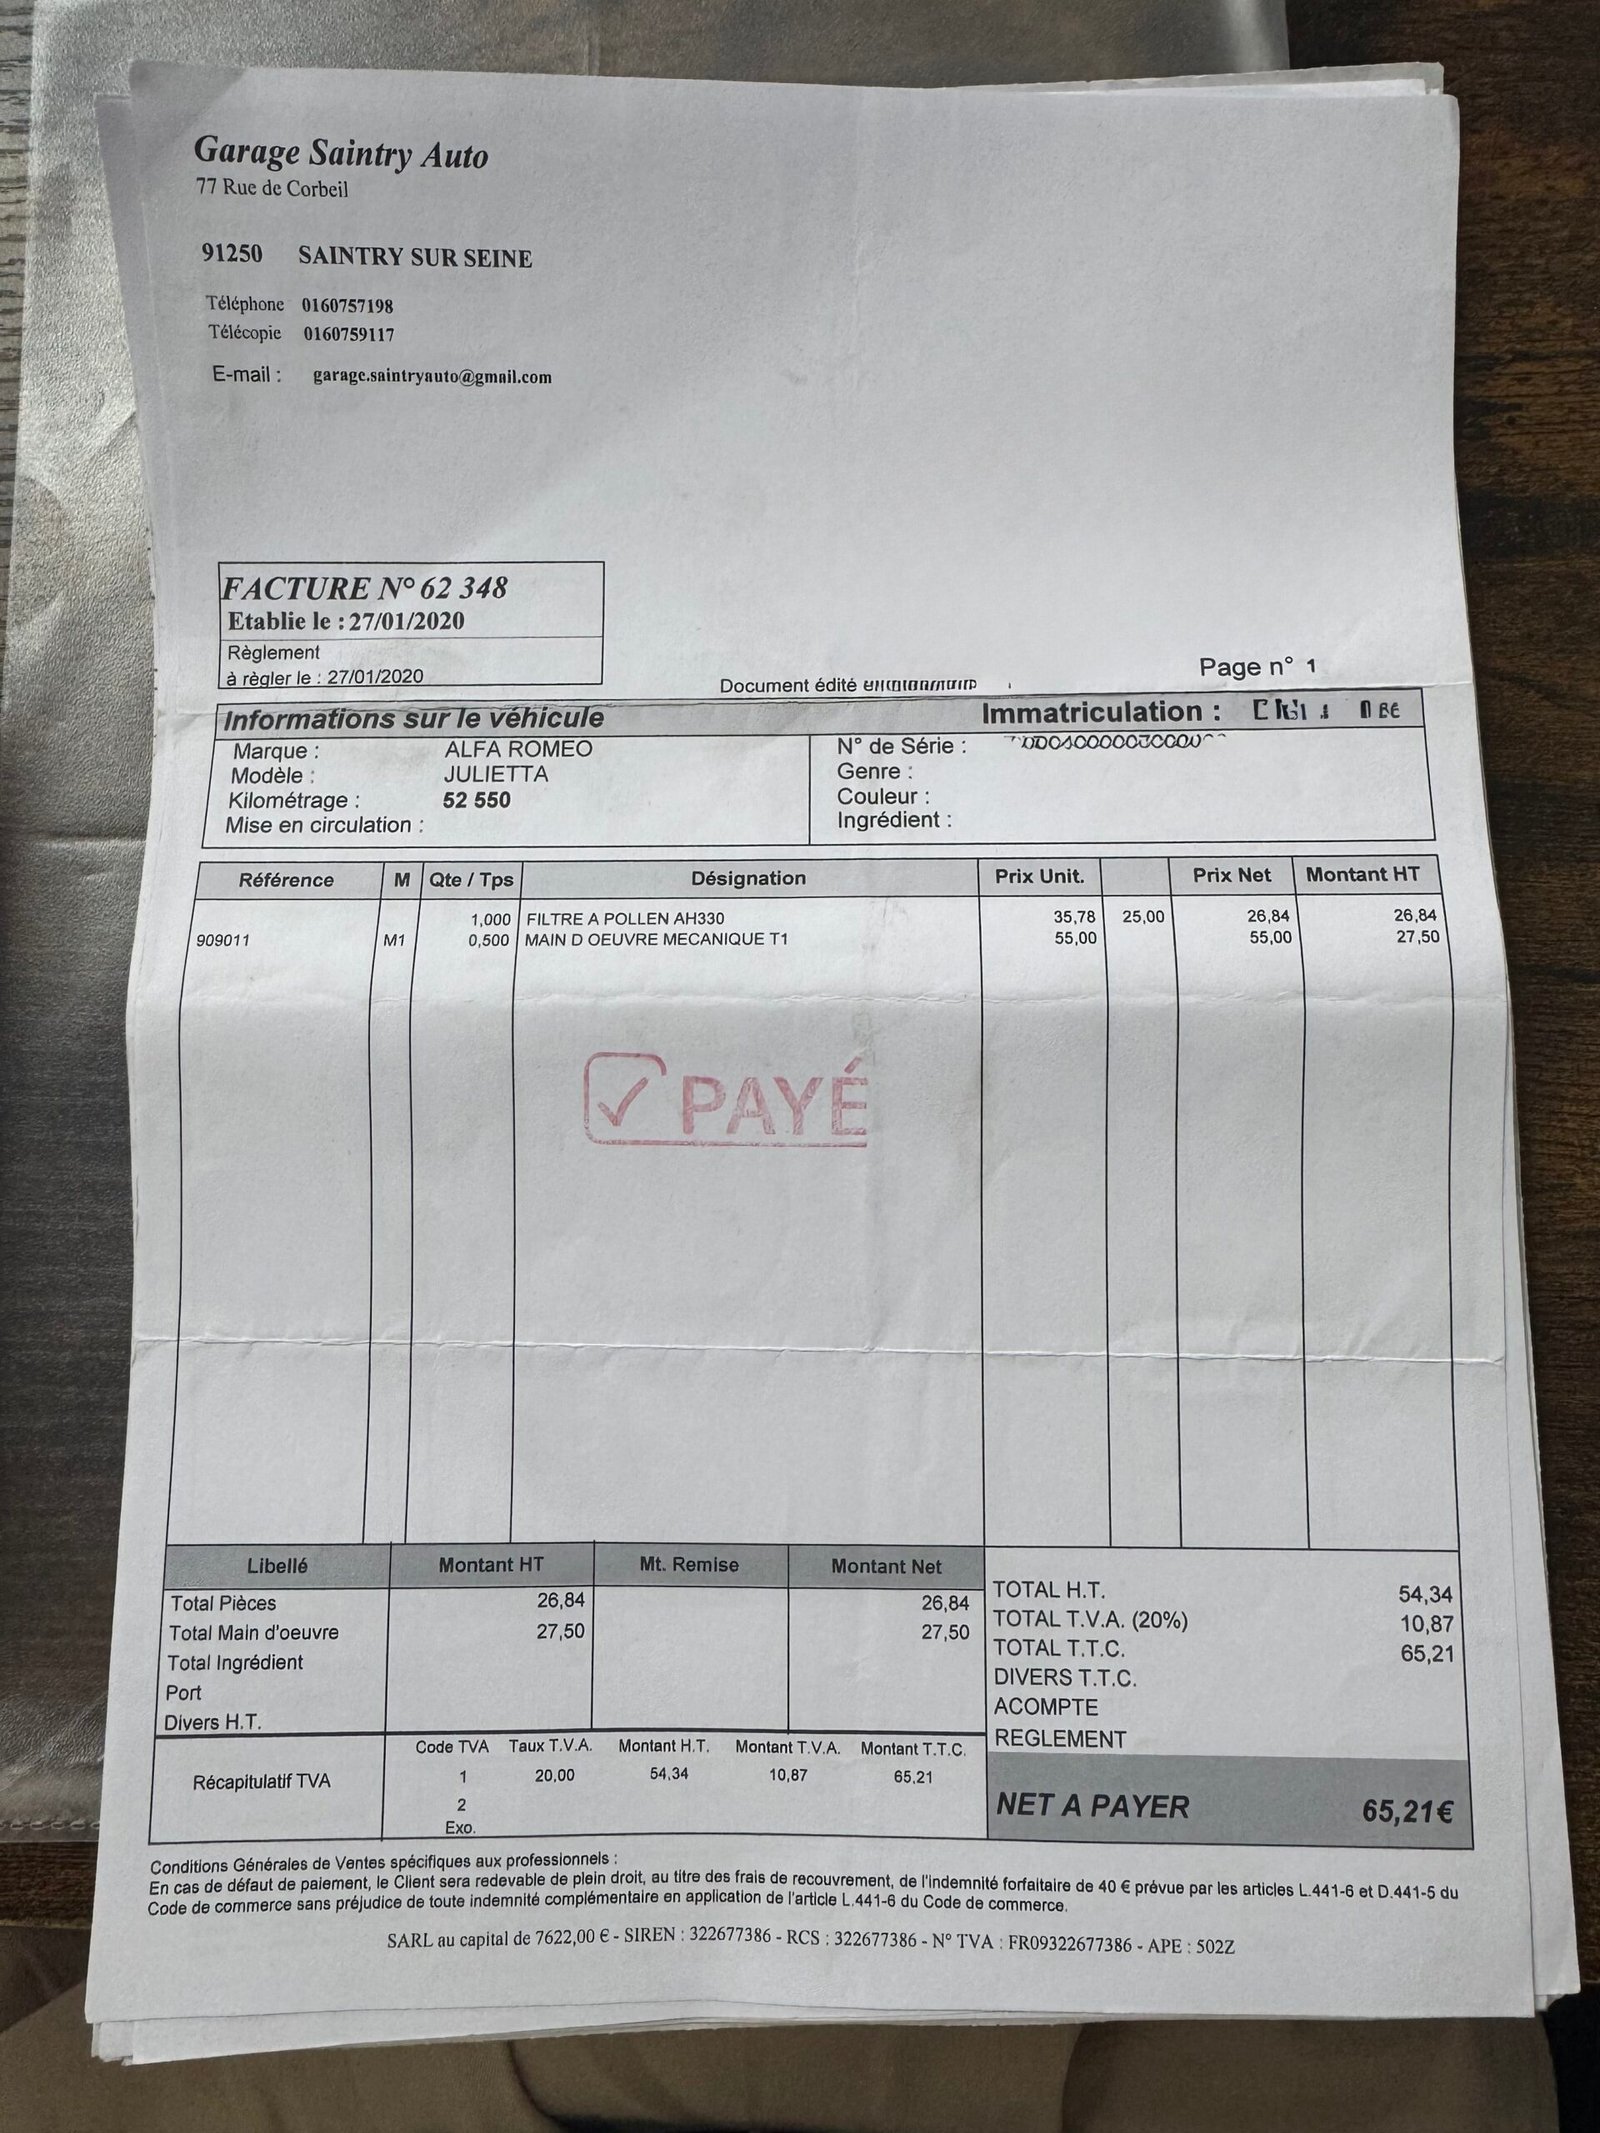 Garage Saintry Auto
77 Rue de Corbeil
91250 SAINTRY SUR SEINE
Téléphone 0160757198
Télécopie 0160759117
E-mail : garage.saintryauto@gmail.com
FACTURE N° 62 348
Etablie le : 27/01/2020
Règlement
à règler le : 27/01/2020
Document édité
Page n° 1
Informations sur le véhicule
Immatriculation :
Marque : ALFA ROMEO
Modèle : JULIETTA
Kilométrage : 52 550
Mise en circulation :
N° de Série :
Genre :
Couleur :
Ingrédient :
Référence M Qte / Tps Désignation Prix Unit. Prix Net Montant HT
1,000 FILTRE A POLLEN AH330 35,78 25,00 26,84 26,84
909011 M1 0,500 MAIN D OEUVRE MECANIQUE T1 55,00 55,00 27,50
PAYÉ
Libellé Montant HT Mt. Remise Montant Net
Total Pièces 26,84 26,84
Total Main d'oeuvre 27,50 27,50
Total Ingrédient
Port
Divers H.T.
TOTAL H.T. 54,34
TOTAL T.V.A. (20%) 10,87
TOTAL T.T.C. 65,21
DIVERS T.T.C.
ACOMPTE
REGLEMENT
Récapitulatif TVA
Code TVA Taux T.V.A. Montant H.T. Montant T.V.A. Montant T.T.C.
1 20,00 54,34 10,87 65,21
2
Exo.
NET A PAYER 65,21€
Conditions Générales de Ventes spécifiques aux professionnels :
En cas de défaut de paiement, le Client sera redevable de plein droit, au titre des frais de recouvrement, de l'indemnité forfaitaire de 40 € prévue par les articles L.441-6 et D.441-5 du
Code de commerce sans préjudice de toute indemnité complémentaire en application de l'article L.441-6 du Code de commerce.
SARL au capital de 7622,00 € - SIREN : 322677386 - RCS : 322677386 - N° TVA : FR09322677386 - APE : 502Z